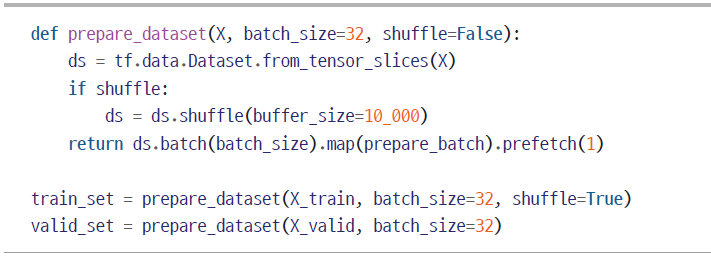 def prepare_dataset(X, batch_size=32, shuffle=False):
    ds = tf.data.Dataset.from_tensor_slices(X)
    if shuffle:
        ds = ds.shuffle(buffer_size=10_000)
    return ds.batch(batch_size).map(prepare_batch).prefetch(1)

train_set = prepare_dataset(X_train, batch_size=32, shuffle=True)
valid_set = prepare_dataset(X_valid, batch_size=32)